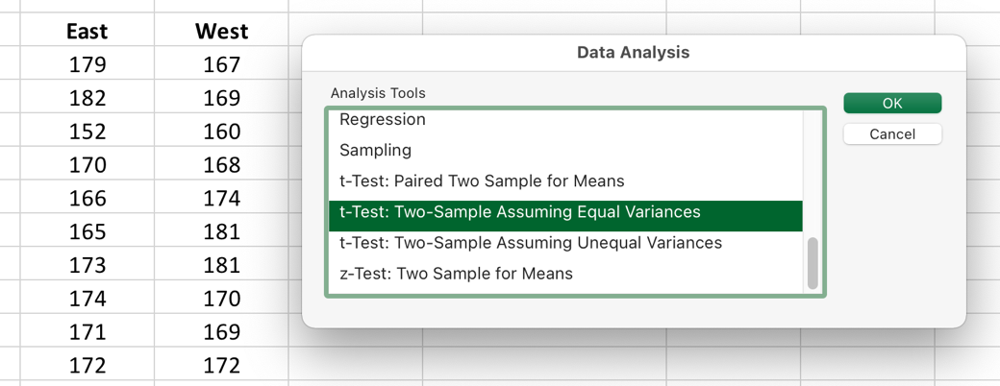 East West
179 167
182 169
152 160
170 168
166 174
165 181
173 181
174 170
171 169
172 172
Data Analysis
Analysis Tools
Regression
Sampling
t-Test: Paired Two Sample for Means
t-Test: Two-Sample Assuming Equal Variances
t-Test: Two-Sample Assuming Unequal Variances
z-Test: Two Sample for Means
OK
Cancel